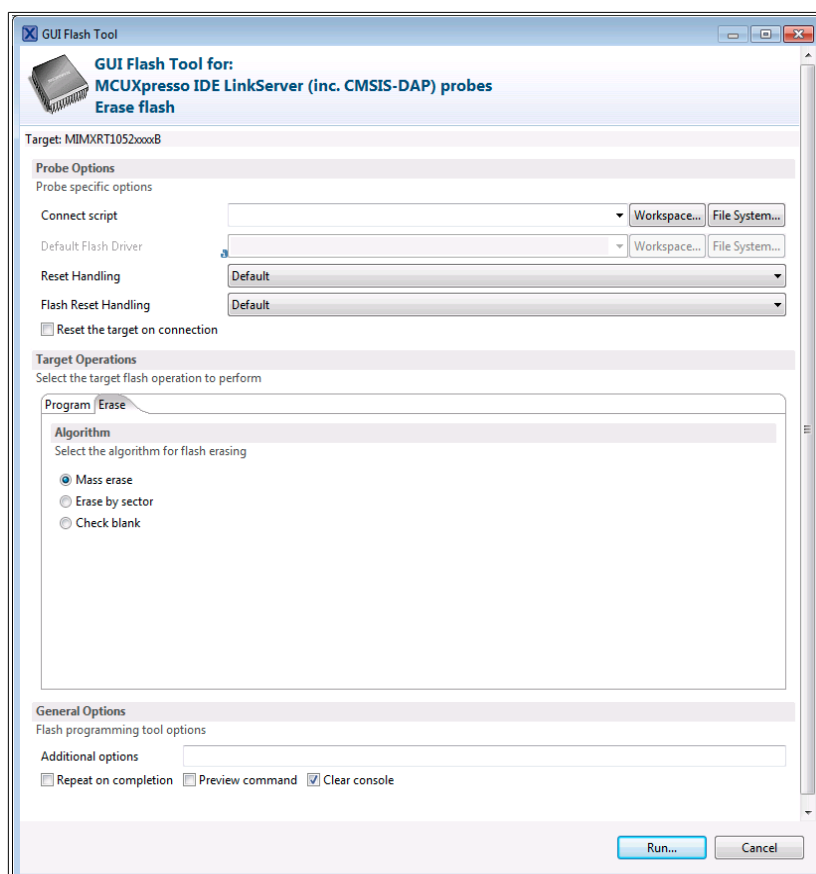 GUI Flash Tool
GUI Flash Tool for:
MCUXpresso IDE LinkServer (inc. CMSIS-DAP) probes
Erase flash
Target: MIMXRT1052xxxxB
Probe Options
Probe specific options
Connect script Workspace... File System...
Default Flash Driver Workspace... File System...
Reset Handling Default
Flash Reset Handling Default
Reset the target on connection
Target Operations
Select the target flash operation to perform
Program Erase
Algorithm
Select the algorithm for flash erasing
Mass erase
Erase by sector
Check blank
General Options
Flash programming tool options
Additional options
Repeat on completion Preview command Clear console
Run... Cancel